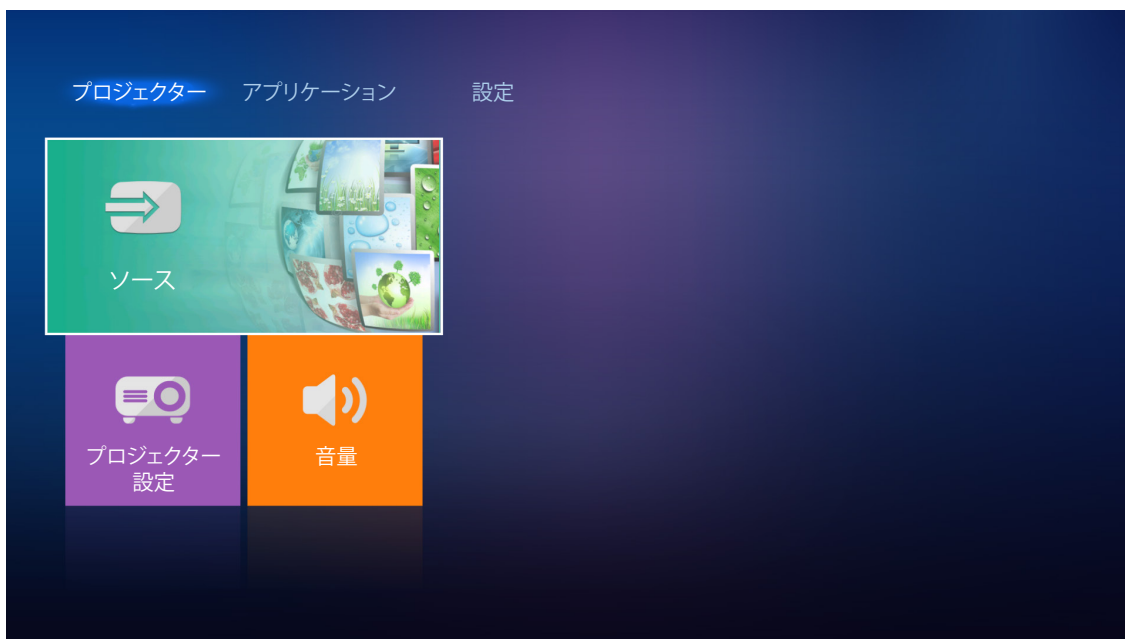 プロジェクター
アプリケーション
設定
ソース
プロジェクター
設定
音量